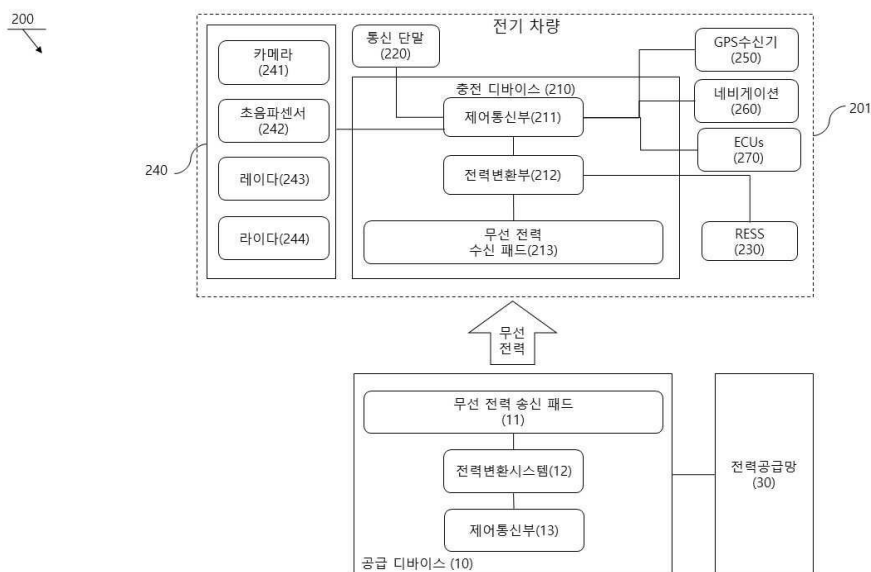 200
전기 차량
카메라
(241)
초음파센서
(242)
레이다(243)
라이다(244)
240
통신 단말
(220)
충전 디바이스 (210)
제어통신부(211)
전력변환부(212)
무선 전력
수신 패드(213)
GPS수신기
(250)
네비게이션
(260)
ECUs
(270)
RESS
(230)
201
무선
전력
무선 전력 송신 패드
(11)
전력변환시스템(12)
제어통신부(13)
공급 디바이스 (10)
전력공급망
(30)